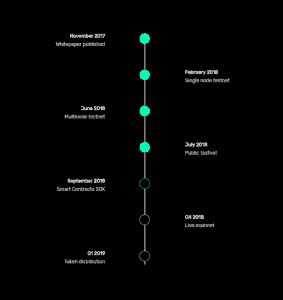 November 2017
Whitepaper published
February 2018
Single node testnet
June 2018
Multinode testnet
July 2018
Public testnet
September 2018
Smart Contracts SDK
Q4 2018
Live mainnet
Q1 2019
Token distribution